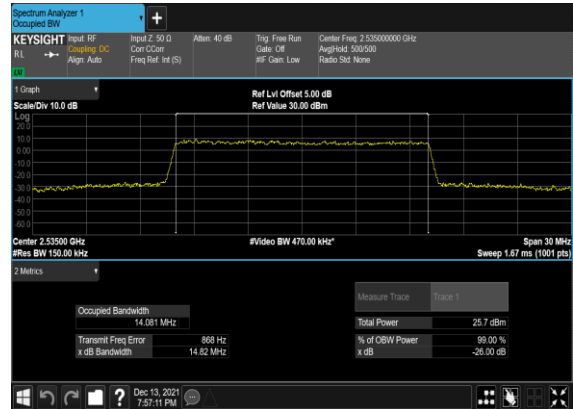 Spectrum Analyzer 1
Occupied BW
KEYSIGHT Input: RF Input Z: 50 Ω Atten: 40 dB Trig: Free Run Center Freq: 2.535000000 GHz
RL Coupling: DC Corr CCorr Gate: Off Avg|Hold: 500/500
Align: Auto Freq Ref: Int (S) #IF Gain: Low Radio Std: None
LW
1 Graph
Ref Lvl Offset 5.00 dB
Scale/Div 10.0 dB Ref Value 30.00 dBm
Log
20.0
10.0
0.00
-10.0
-20.0
-30.0
-40.0
-50.0
-60.0
Center 2.53500 GHz #Video BW 470.00 kHz* Span 30 MHz
#Res BW 150.00 kHz Sweep 1.67 ms (1001 pts)
2 Metrics
Measure Trace Trace 1
Occupied Bandwidth
14.081 MHz Total Power 25.7 dBm
Transmit Freq Error 868 Hz % of OBW Power 99.00 %
x dB Bandwidth 14.82 MHz x dB -26.00 dB
? Dec 13, 2021
7:57:11 PM